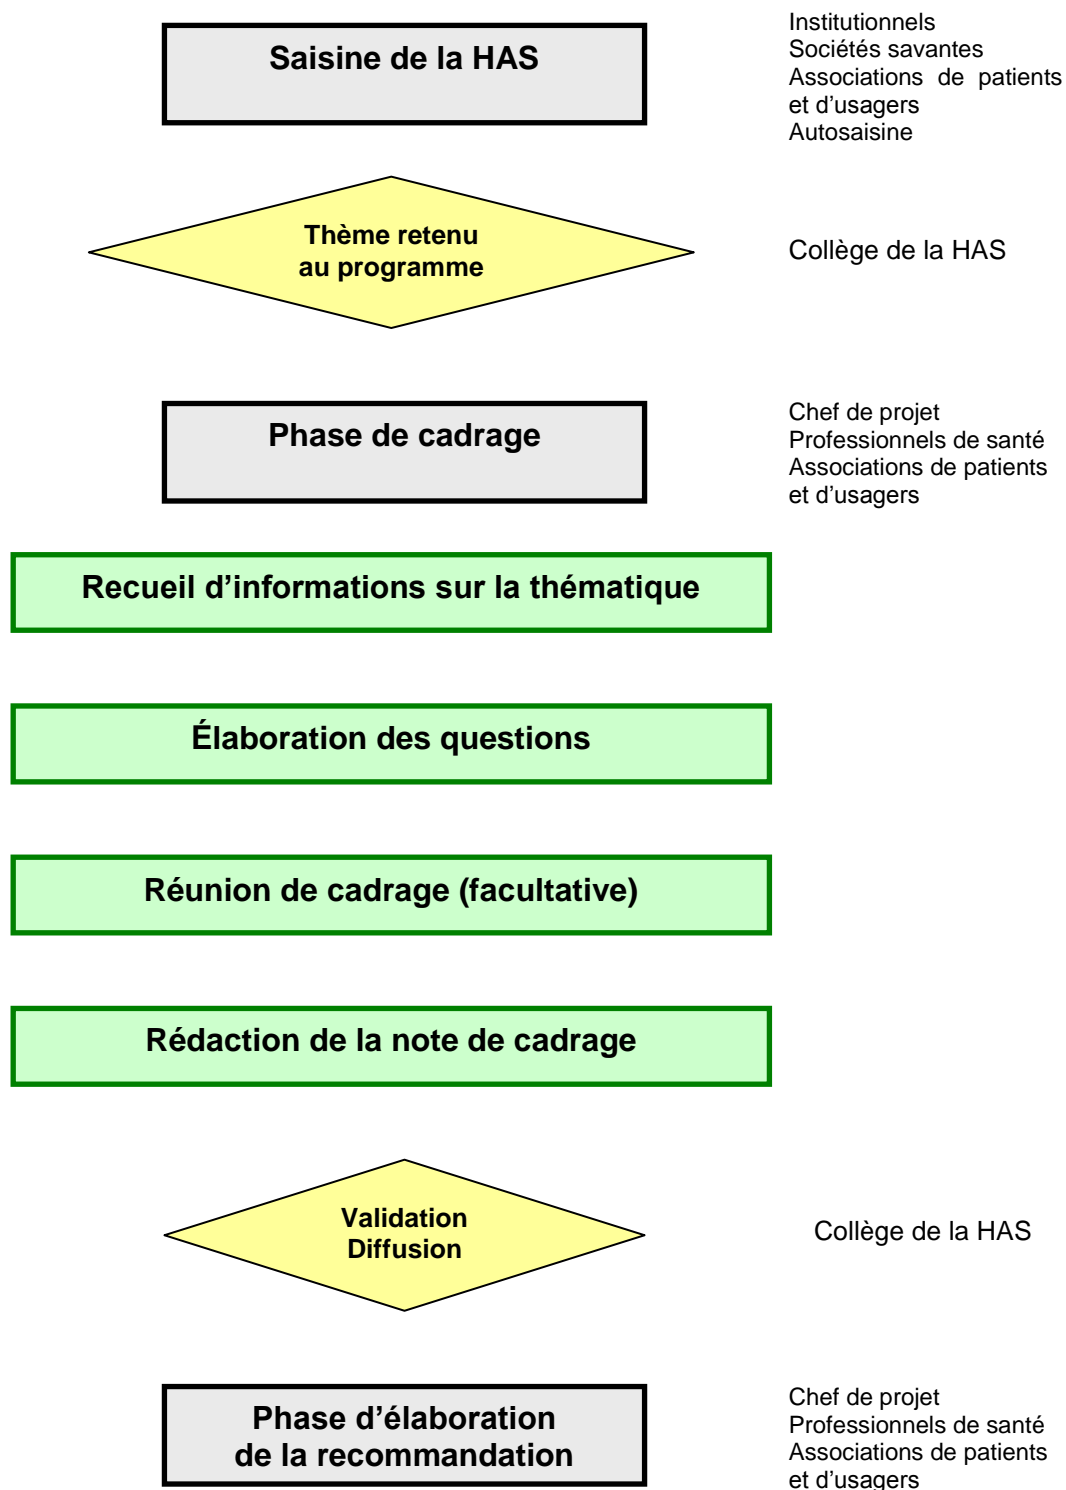 Saisine de la HAS
Institutionnels
Sociétés savantes
Associations de patients
et d'usagers
Autosaisine
Thème retenu
au programme
Collège de la HAS
Phase de cadrage
Chef de projet
Professionnels de santé
Associations de patients
et d'usagers
Recueil d'informations sur la thématique
Élaboration des questions
Réunion de cadrage (facultative)
Rédaction de la note de cadrage
Validation
Diffusion
Collège de la HAS
Phase d'élaboration
de la recommandation
Chef de projet
Professionnels de santé
Associations de patients
et d'usagers